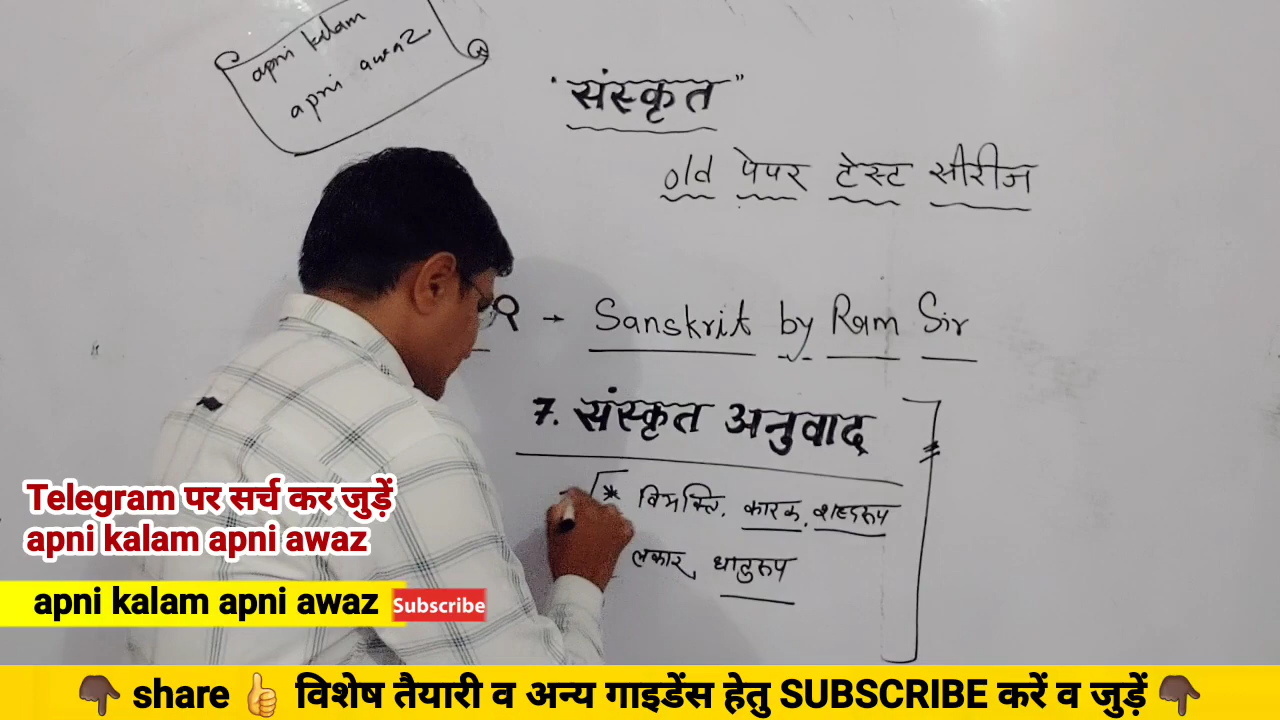 apni kalam
apni awaz
"संस्कृत"
old पेपर टेस्ट सीरीज
→ Sanskrit by Ram Sir
7. संस्कृत अनुवाद
* विभक्ति, कारक, शब्दरूप
लकार, धातुरूप
Telegram पर सर्च कर जुड़ें
apni kalam apni awaz
apni kalam apni awaz Subscribe
👇🏿 share 👍 विशेष तैयारी व अन्य गाइडेंस हेतु SUBSCRIBE करें व जुड़ें 👇🏿